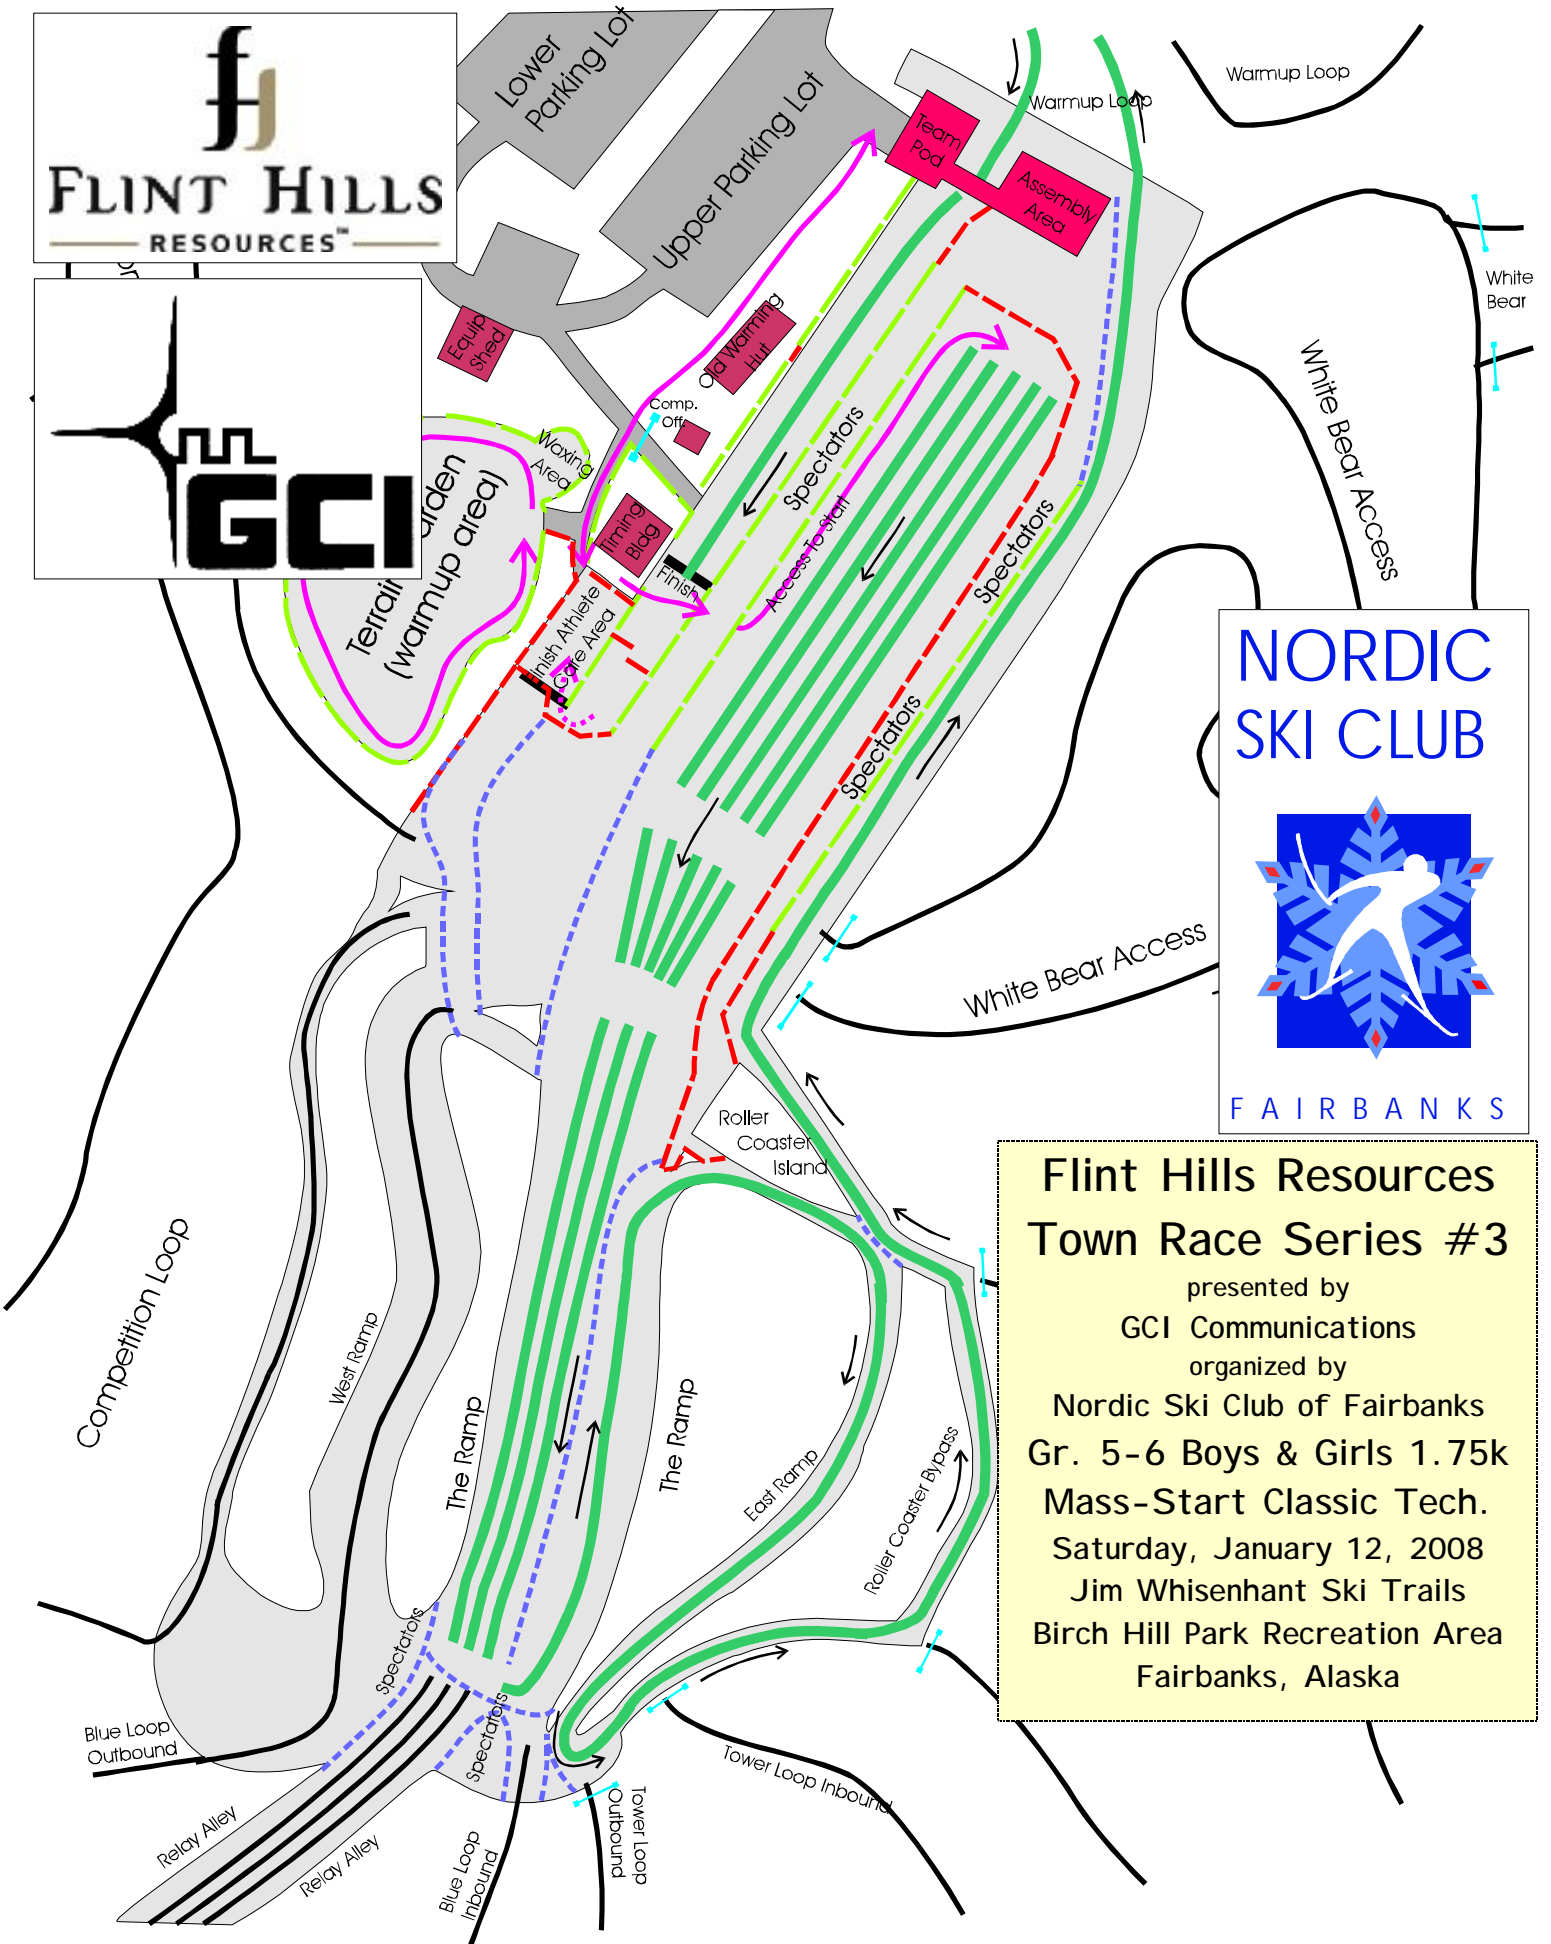 FLINT HILLS
RESOURCES™
GCI
Lower
Parking Lot
Upper Parking Lot
Team
Pod
Assembly
Area
Warmup Loop
Warmup Loop
White
Bear
White Bear Access
Equip
Shed
Old Warming
Hut
Comp.
Off.
Waxing
Area
Timing
Bldg
Finish
Spectators
Access To Start
Spectators
Spectators
Terrain
(warmup area)
Finish Athlete
Care Area
NORDIC
SKI CLUB
FAIRBANKS
White Bear Access
Roller
Coaster
Island
Competition Loop
West Ramp
The Ramp
The Ramp
East Ramp
Roller Coaster Bypass
Spectators
Spectators
Blue Loop
Outbound
Relay Alley
Relay Alley
Blue Loop
Inbound
Tower Loop
Outbound
Tower Loop Inbound
Flint Hills Resources
Town Race Series #3
presented by
GCI Communications
organized by
Nordic Ski Club of Fairbanks
Gr. 5-6 Boys & Girls 1.75k
Mass-Start Classic Tech.
Saturday, January 12, 2008
Jim Whisenhant Ski Trails
Birch Hill Park Recreation Area
Fairbanks, Alaska